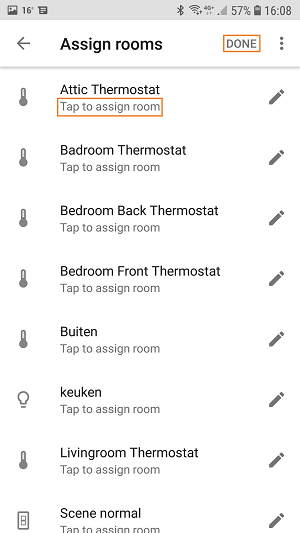 16° 4G+ 57% 16:08
Assign rooms DONE
Attic Thermostat
Tap to assign room
Badroom Thermostat
Tap to assign room
Bedroom Back Thermostat
Tap to assign room
Bedroom Front Thermostat
Tap to assign room
Buiten
Tap to assign room
keuken
Tap to assign room
Livingroom Thermostat
Tap to assign room
Scene normal
Tap to assign room